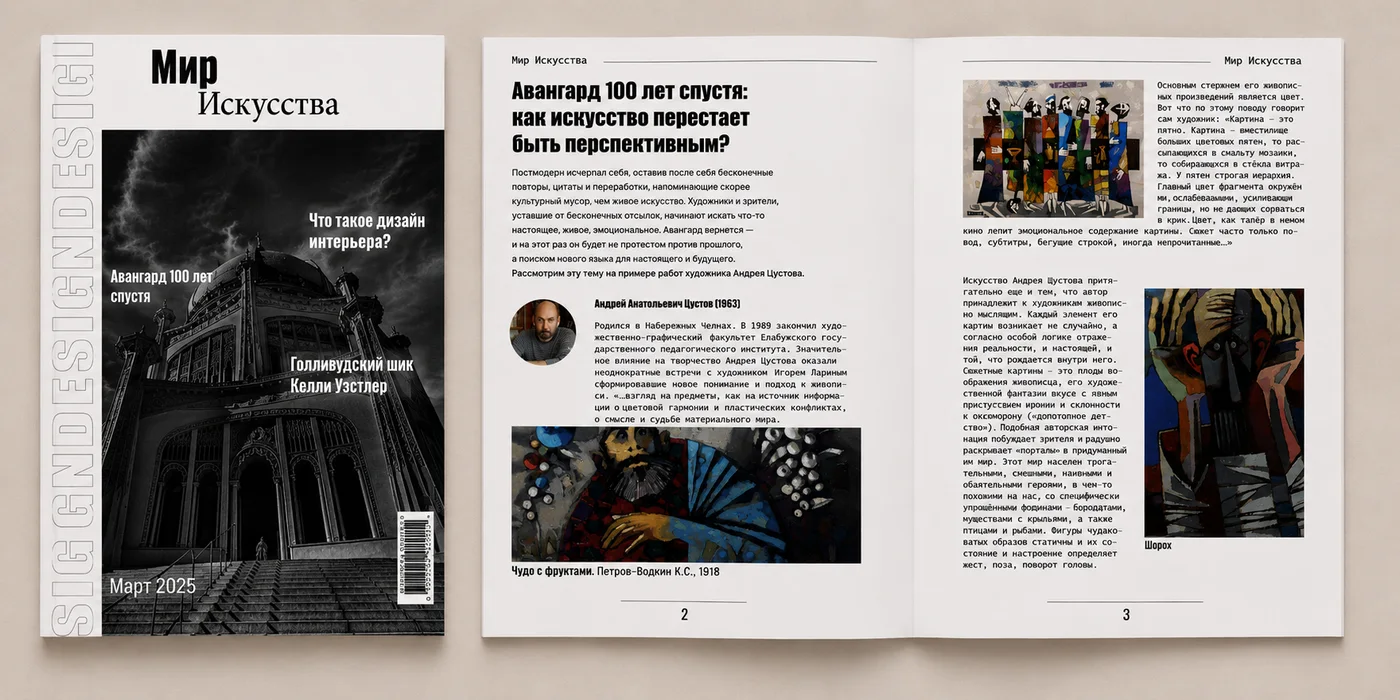 SIGNDESIGNDESIGI
Мир
Искусства
Что такое дизайн
интерьера?
Авангард 100 лет
спустя
Голливудский шик
Келли Уэстлер
Март 2025
Мир Искусства
Авангард 100 лет спустя:
как искусство перестает
быть перспективным?
Постмодерн исчерпал себя, оставив после себя бесконечные
повторы, цитаты и переработки, напоминающие скорее
культурный мусор, чем живое искусство. Художники и зрители,
уставшие от бесконечных отсылок, начинают искать что-то
настоящее, живое, эмоциональное. Авангард вернется —
и на этот раз он будет не протестом против прошлого,
а поиском нового языка для настоящего и будущего.
Рассмотрим эту тему на примере работ художника Андрея Цустова.
Андрей Анатольевич Цустов (1963)
Родился в Набережных Челнах. В 1989 закончил худо-
жественно-графический факультет Елабужского госу-
дарственного педагогического института. Значитель-
ное влияние на творчество Андрея Цустова оказали
неоднократные встречи с художником Игорем Лариным
сформировавшие новое понимание и подход к живопи-
си. «…взгляд на предметы, как на источник информа-
ции о цветовой гармонии и пластических конфликтах,
о смысле и судьбе материального мира.
Чудо с фруктами. Петров-Водкин К.С., 1918
2
Мир Искусства
Основным стержнем его живопис-
ных произведений является цвет.
Вот что по этому поводу говорит
сам художник: «Картина – это
пятно. Картина – вместилище
больших цветовых пятен, то рас-
сыпающихся в смальту мозаики,
то собирающихся в стёкла витра-
жа. У пятен строгая иерархия.
Главный цвет фрагмента окружён
ми, ослабеваемыми, усиливающи
границы, но не дающих сорваться
в крик. Цвет, как тапёр в немом
кино лепит эмоциональное содержание картины. Сюжет часто только по-
вод, субтитры, бегущие строкой, иногда непрочитанные…»
Искусство Андрея Цустова притя-
гательно еще и тем, что автор
принадлежит к художникам живопис-
но мыслящим. Каждый элемент его
картин возникает не случайно, а
согласно особой логике отраже-
ния реальности, и настоящей, и
той, что рождается внутри него.
Сюжетные картины – это плоды во-
ображения живописца, его художе-
ственной фантазии вкусе с явным
присутствием иронии и склонности
к оксюморону («допотопное дет-
ство»). Подобная авторская инто-
нация побуждает зрителя и радушно
раскрывает «порталы» в придуманный
им мир. Этот мир населен трога-
тельными, смешными, наивными и
обаятельными героями, в чем-то
похожими на нас, со специфически
упрощёнными фодинами – бородатами,
муществами с крыльями, а также
птицами и рыбами. Фигуры чудако-
ватых образов статичны и их со-
стояние и настроение определяет
жест, поза, поворот головы.
Шорох
3